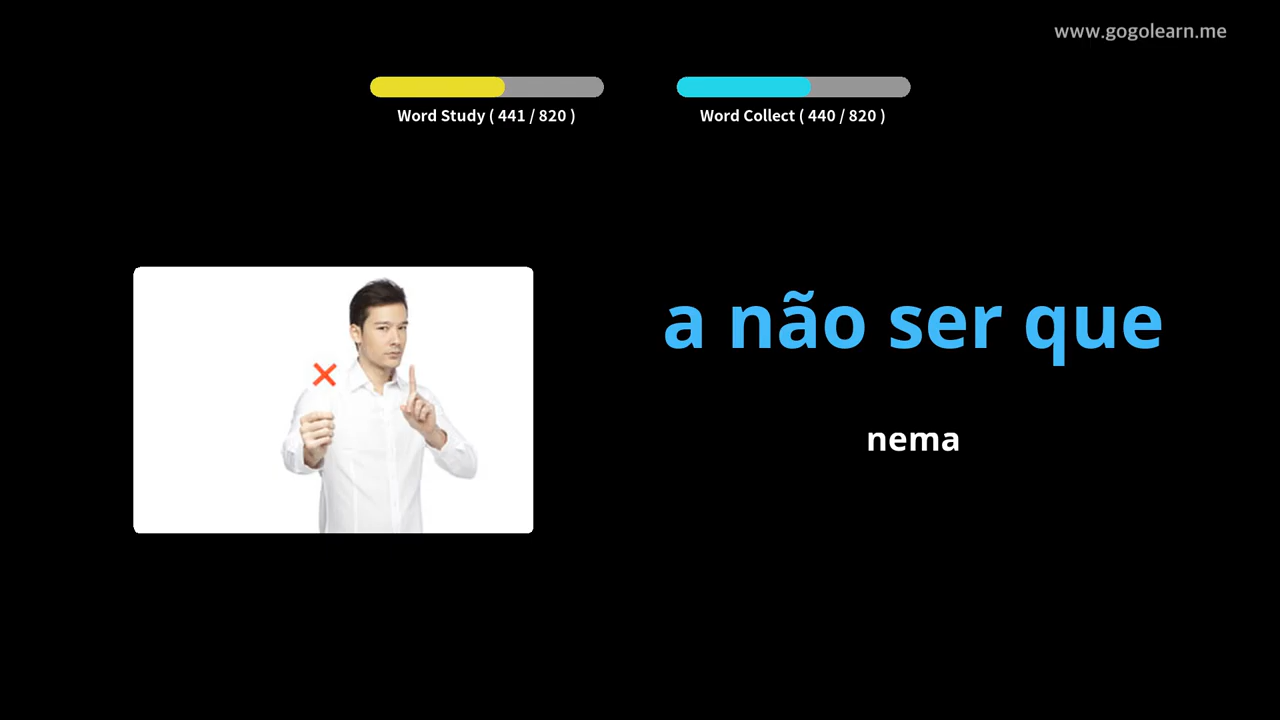 www.gogolearn.me
Word Study ( 441 / 820 )
Word Collect ( 440 / 820 )
a não ser que
nema